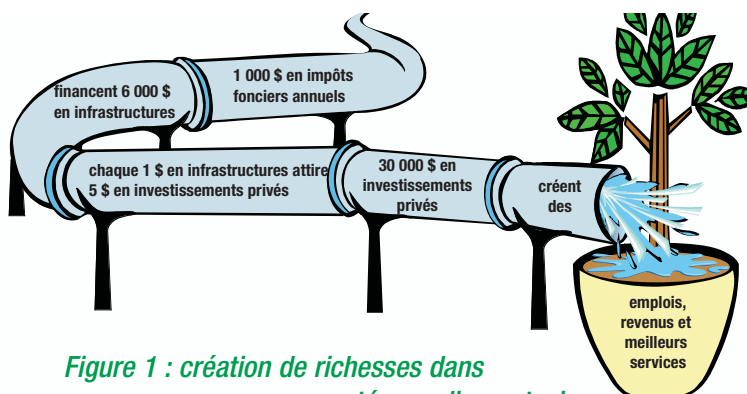 1 000 $ en impôts
fonciers annuels
financent 6 000 $
en infrastructures
chaque 1 $ en infrastructures attire
5 $ en investissements privés
30 000 $ en
investissements
privés
créent
des
emplois,
revenus et
meilleurs
services
Figure 1 : création de richesses dans